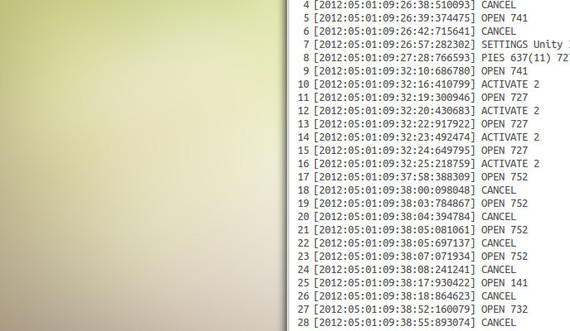 4 [2012:05:01:09:26:38:510093] CANCEL
5 [2012:05:01:09:26:39:374475] OPEN 741
6 [2012:05:01:09:26:42:715641] CANCEL
7 [2012:05:01:09:26:57:282302] SETTINGS Unity
8 [2012:05:01:09:27:28:766593] PIES 637(11) 727
9 [2012:05:01:09:32:10:686780] OPEN 741
10 [2012:05:01:09:32:16:410799] ACTIVATE 2
11 [2012:05:01:09:32:19:300946] OPEN 727
12 [2012:05:01:09:32:20:430683] ACTIVATE 2
13 [2012:05:01:09:32:22:917922] OPEN 727
14 [2012:05:01:09:32:23:492474] ACTIVATE 2
15 [2012:05:01:09:32:24:649795] OPEN 727
16 [2012:05:01:09:32:25:218759] ACTIVATE 2
17 [2012:05:01:09:37:58:388309] OPEN 752
18 [2012:05:01:09:38:00:098048] CANCEL
19 [2012:05:01:09:38:03:784867] OPEN 752
20 [2012:05:01:09:38:04:394784] CANCEL
21 [2012:05:01:09:38:05:081061] OPEN 752
22 [2012:05:01:09:38:05:697137] CANCEL
23 [2012:05:01:09:38:07:071934] OPEN 752
24 [2012:05:01:09:38:08:241241] CANCEL
25 [2012:05:01:09:38:17:930422] OPEN 141
26 [2012:05:01:09:38:18:864623] CANCEL
27 [2012:05:01:09:38:52:160079] OPEN 732
28 [2012:05:01:09:38:55:893074] CANCEL